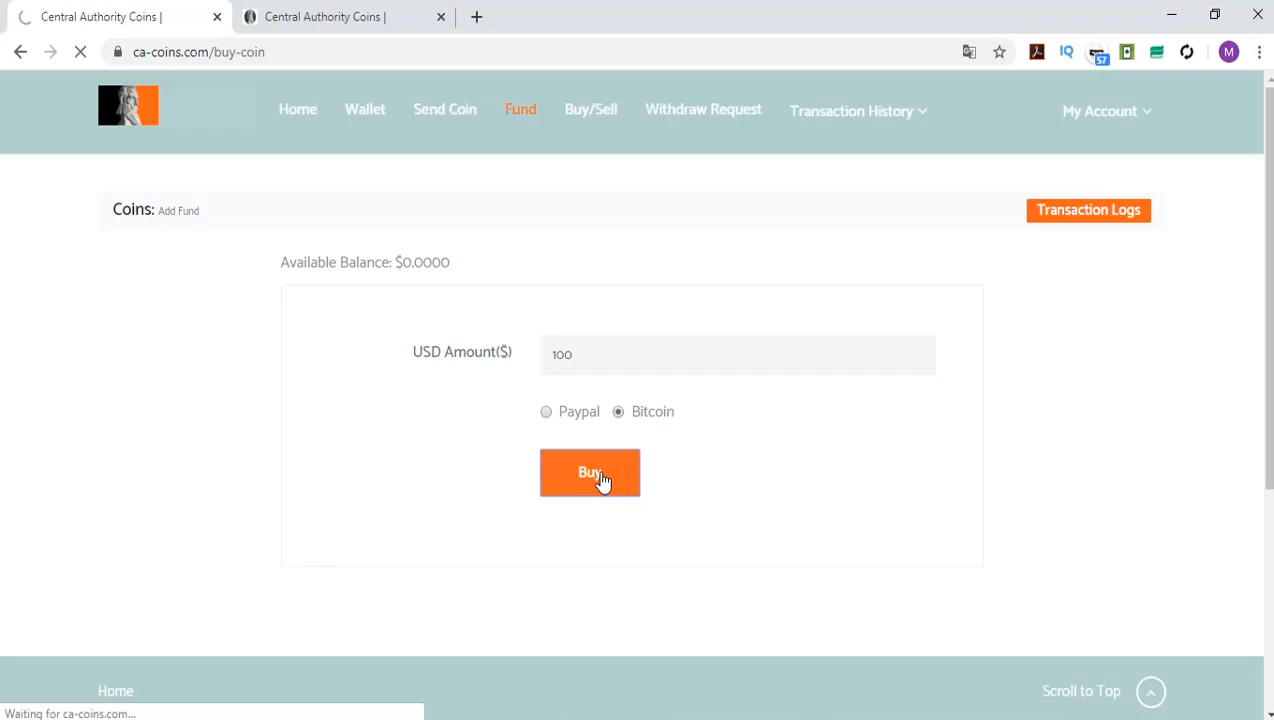 Central Authority Coins |
Central Authority Coins |
ca-coins.com/buy-coin
57
M
Home Wallet Send Coin Fund Buy/Sell Withdraw Request Transaction History My Account
Coins: Add Fund
Transaction Logs
Available Balance: $0.0000
USD Amount($) 100
Paypal Bitcoin
Buy
Home
Scroll to Top
Waiting for ca-coins.com...